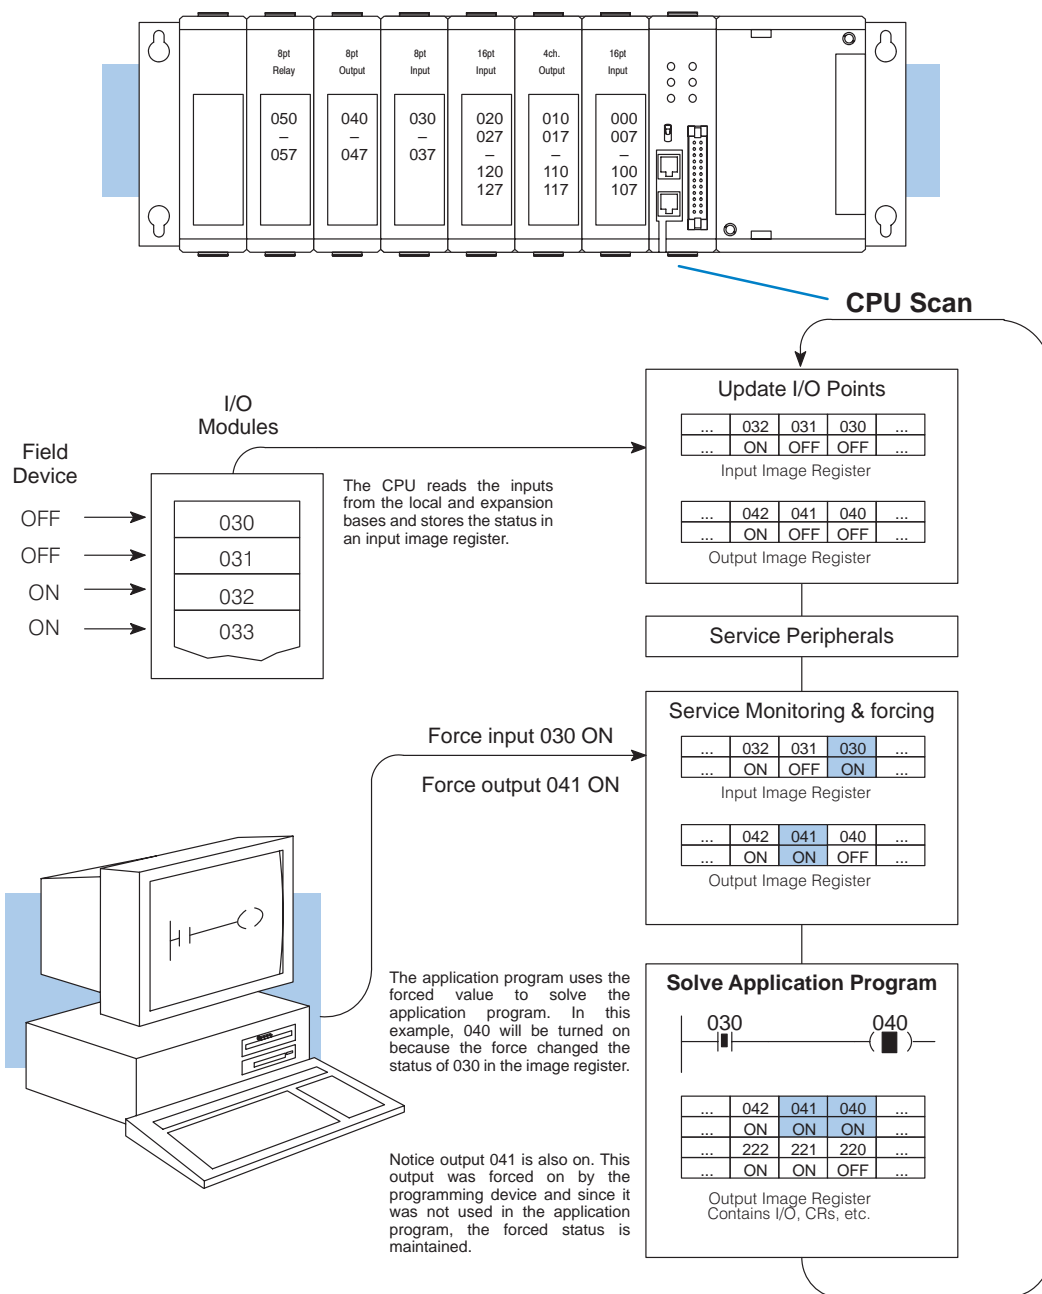 8pt Relay
8pt Output
8pt Input
16pt Input
4ch. Output
16pt Input
050
–
057
040
–
047
030
–
037
020
027
–
120
127
010
017
–
110
117
000
007
–
100
107
CPU Scan
Update I/O Points
... 032 031 030 ...
... ON OFF OFF ...
Input Image Register
... 042 041 040 ...
... ON OFF OFF ...
Output Image Register
I/O
Modules
Field
Device
OFF
OFF
ON
ON
030
031
032
033
The CPU reads the inputs
from the local and expansion
bases and stores the status in
an input image register.
Service Peripherals
Service Monitoring & forcing
... 032 031 030 ...
... ON OFF ON ...
Input Image Register
... 042 041 040 ...
... ON ON OFF ...
Output Image Register
Force input 030 ON
Force output 041 ON
The application program uses the
forced value to solve the
application program. In this
example, 040 will be turned on
because the force changed the
status of 030 in the image register.
Solve Application Program
030 040
... 042 041 040 ...
... ON ON ON ...
... 222 221 220 ...
... ON ON OFF ...
Output Image Register
Contains I/O, CRs, etc.
Notice output 041 is also on. This
output was forced on by the
programming device and since it
was not used in the application
program, the forced status is
maintained.